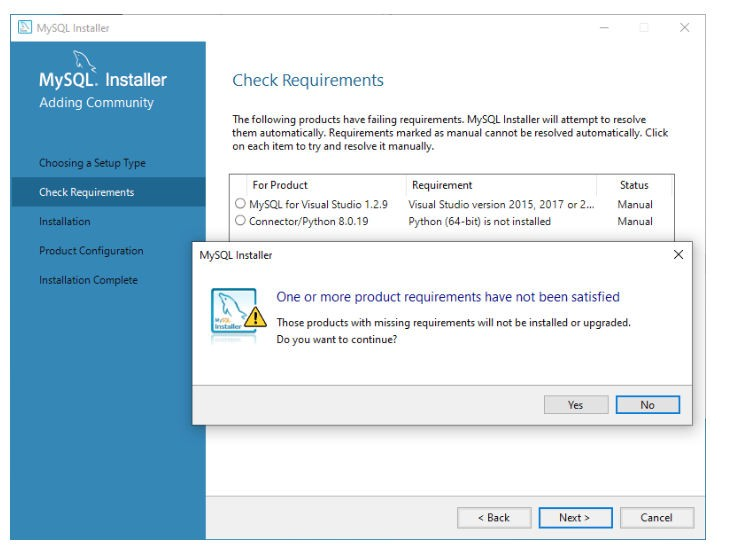 MySQL Installer
MySQL. Installer
Adding Community
Choosing a Setup Type
Check Requirements
Installation
Product Configuration
Installation Complete
Check Requirements
The following products have failing requirements. MySQL Installer will attempt to resolve
them automatically. Requirements marked as manual cannot be resolved automatically. Click
on each item to try and resolve it manually.
For Product Requirement Status
MySQL for Visual Studio 1.2.9 Visual Studio version 2015, 2017 or 2... Manual
Connector/Python 8.0.19 Python (64-bit) is not installed Manual
MySQL Installer
MySQL
Installer
One or more product requirements have not been satisfied
Those products with missing requirements will not be installed or upgraded.
Do you want to continue?
Yes No
< Back Next > Cancel